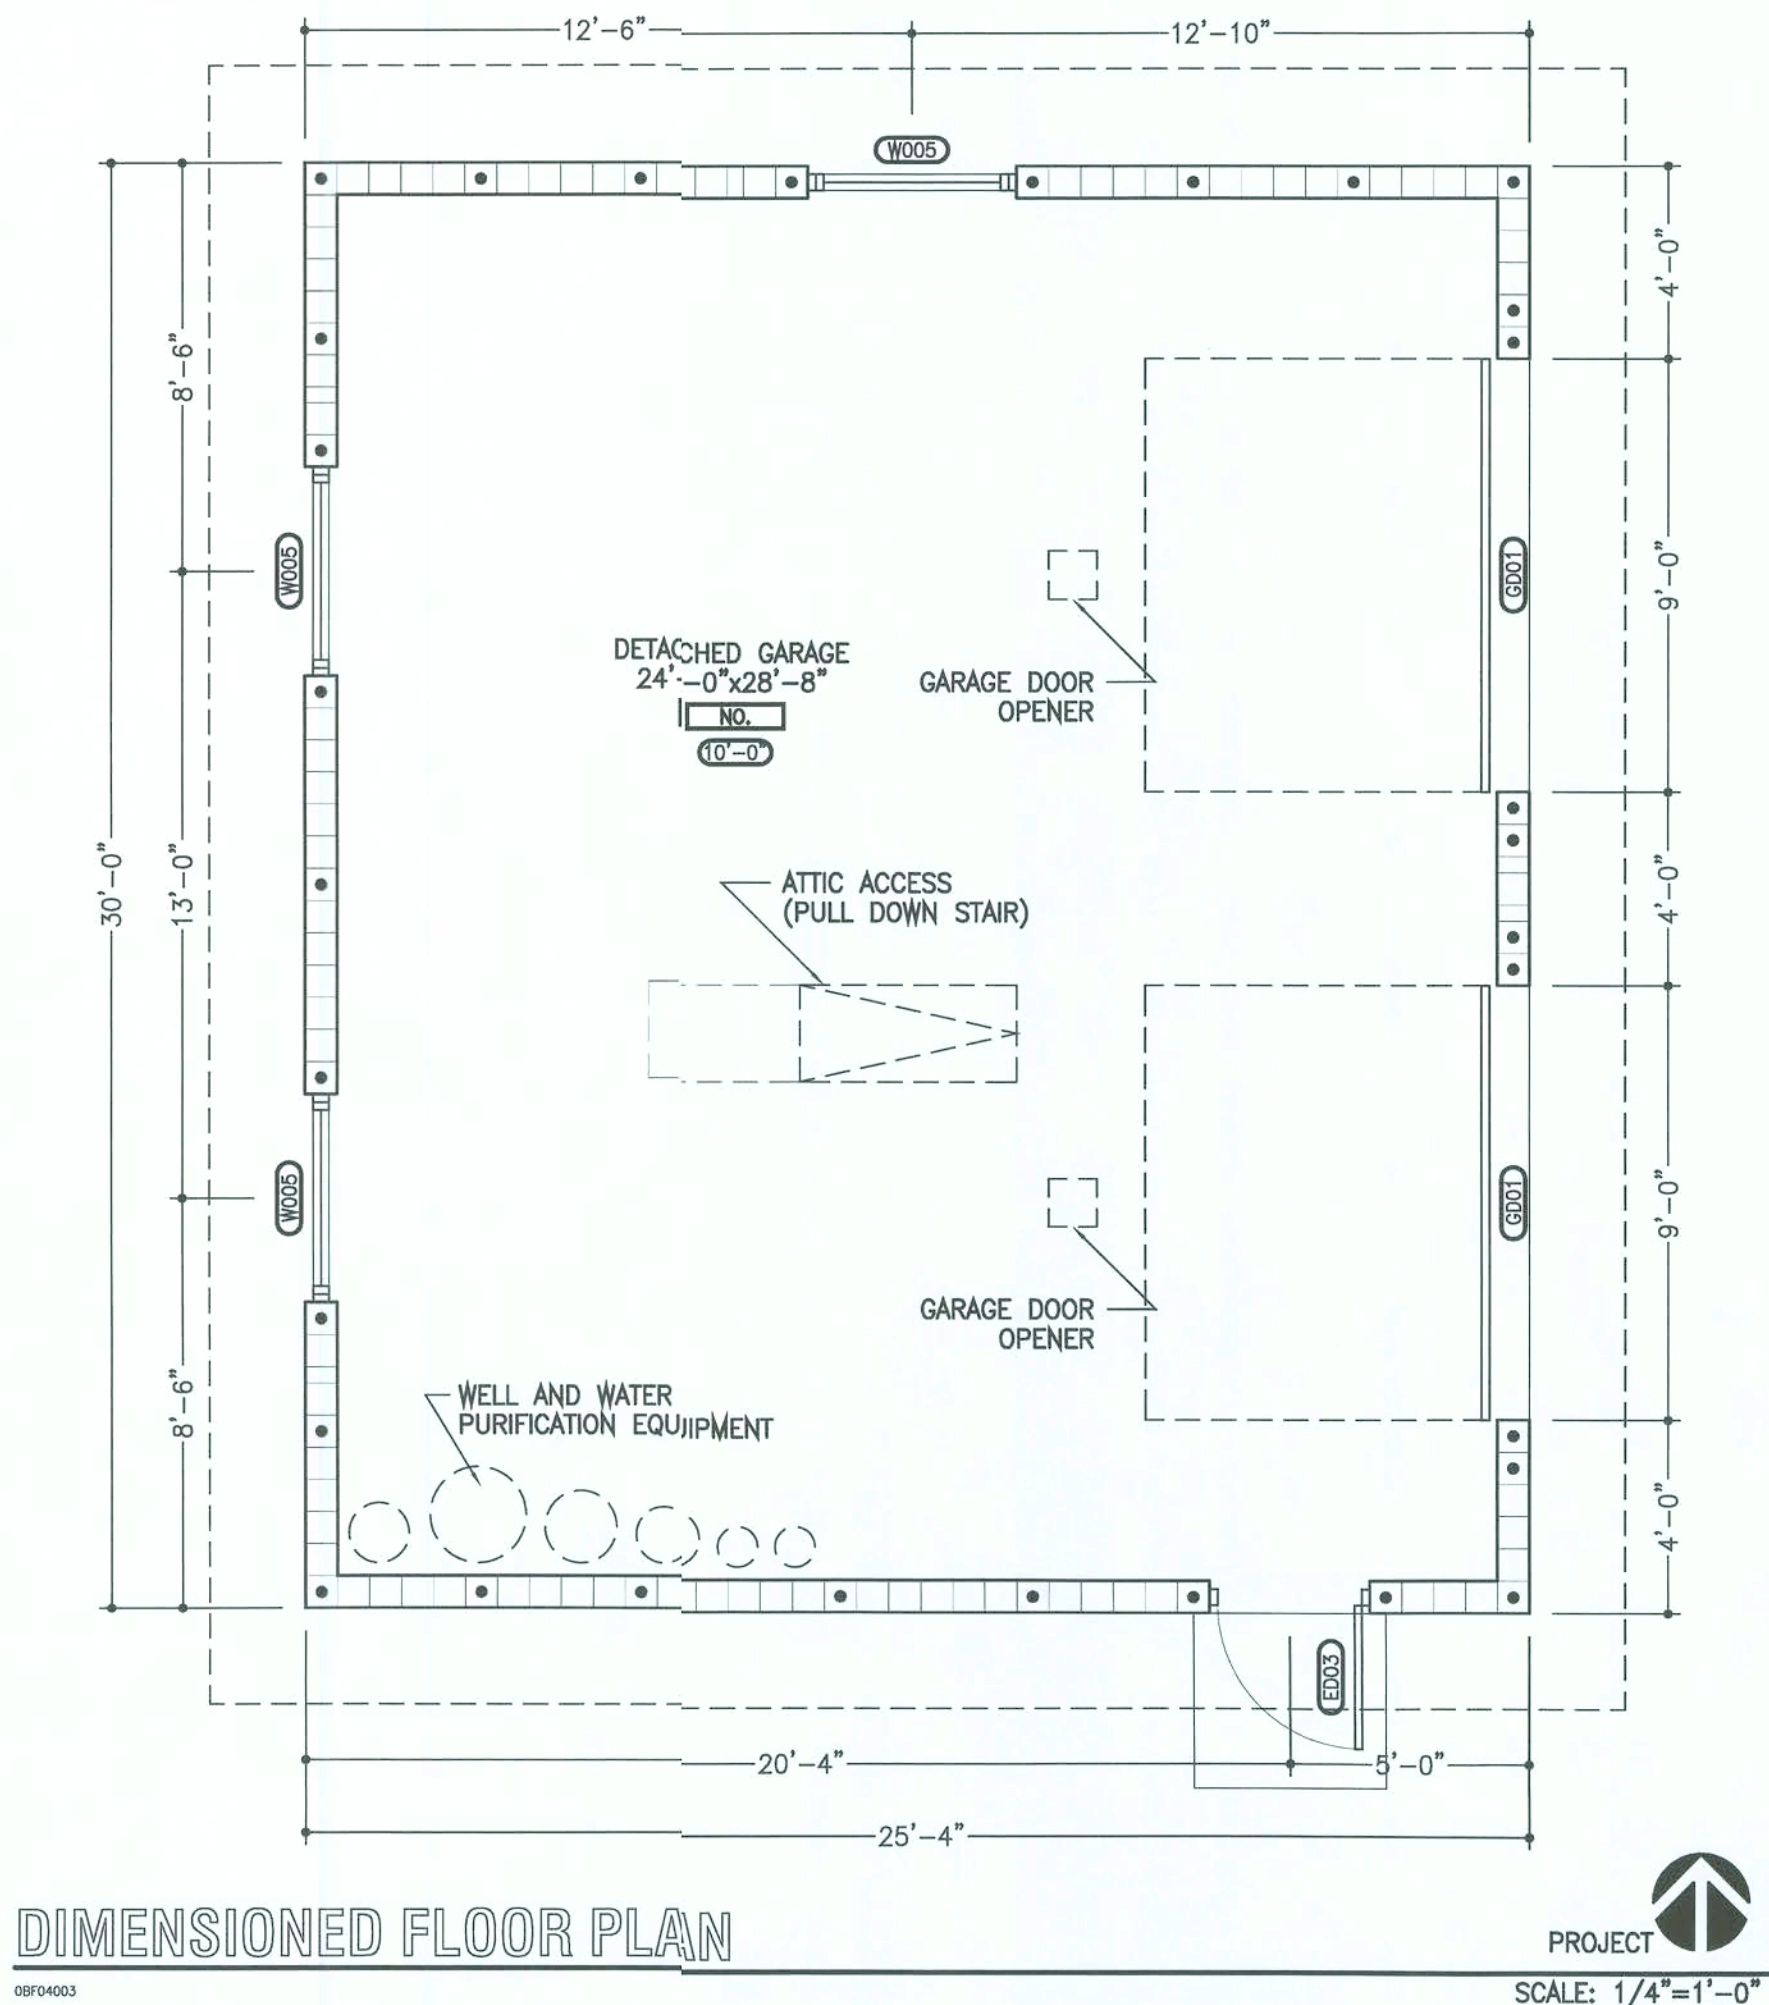 12'-6"
12'-10"
W005
4'-0"
8'-6"
W005
GD01
9'-0"
DETACHED GARAGE
24'-0"x28'-8"
NO.
10'-0"
GARAGE DOOR
OPENER
30'-0"
13'-0"
ATTIC ACCESS
(PULL DOWN STAIR)
4'-0"
W005
GD01
9'-0"
GARAGE DOOR
OPENER
8'-6"
WELL AND WATER
PURIFICATION EQUIPMENT
4'-0"
ED03
20'-4"
5'-0"
25'-4"
DIMENSIONED FLOOR PLAN
PROJECT
0BF04003
SCALE: 1/4"=1'-0"